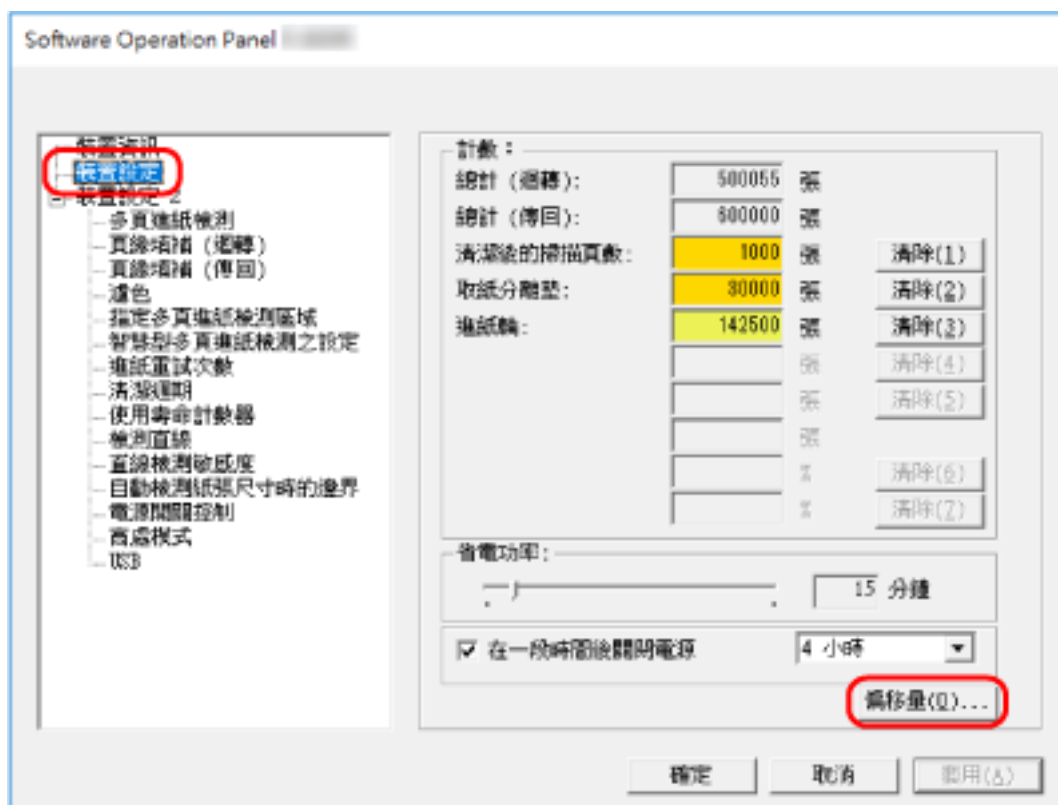 Software Operation Panel
裝置資訊
裝置設定
裝置設定 2
多頁進紙檢測
頁緣填補 (迴轉)
頁緣填補 (傳回)
濾色
指定多頁進紙檢測區域
智慧型多頁進紙檢測之設定
進紙重試次數
清潔週期
使用壽命計數器
檢測直線
直線檢測敏感度
自動檢測紙張尺寸時的邊界
電源開關控制
高處模式
USB
計數：
總計 (迴轉): 500055 張
總計 (傳回): 600000 張
清潔後的掃描頁數: 1000 張 清除(1)
取紙分離墊: 30000 張 清除(2)
進紙輪: 142500 張 清除(3)
張 清除(4)
張 清除(5)
張
% 清除(6)
% 清除(7)
省電功率:
15 分鐘
在一段時間後關閉電源 4 小時
偏移量(O)...
確定 取消 套用(A)